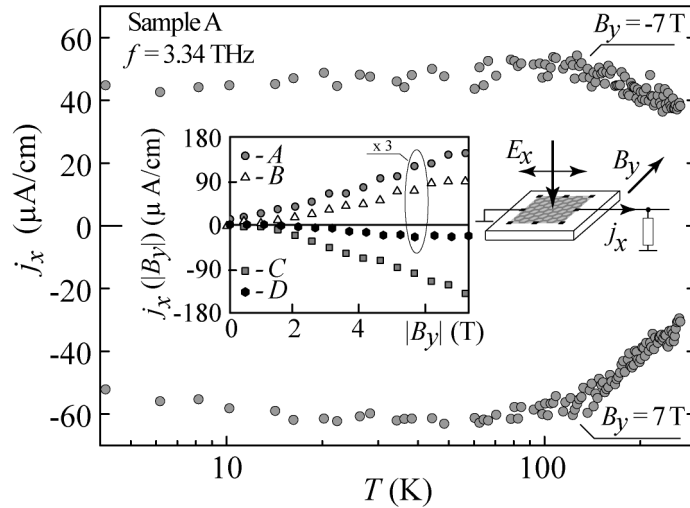 Sample A
f = 3.34 THz
B_y = -7 T
60
40
20
0
-20
-40
-60
j_x (μA/cm)
180
90
0
-90
-180
j_x (|B_y|) (μ A/cm)
x 3
- A
- B
- C
- D
0
2
4
|B_y| (T)
E_x
B_y
j_x
B_y = 7 T
10
100
200
T (K)